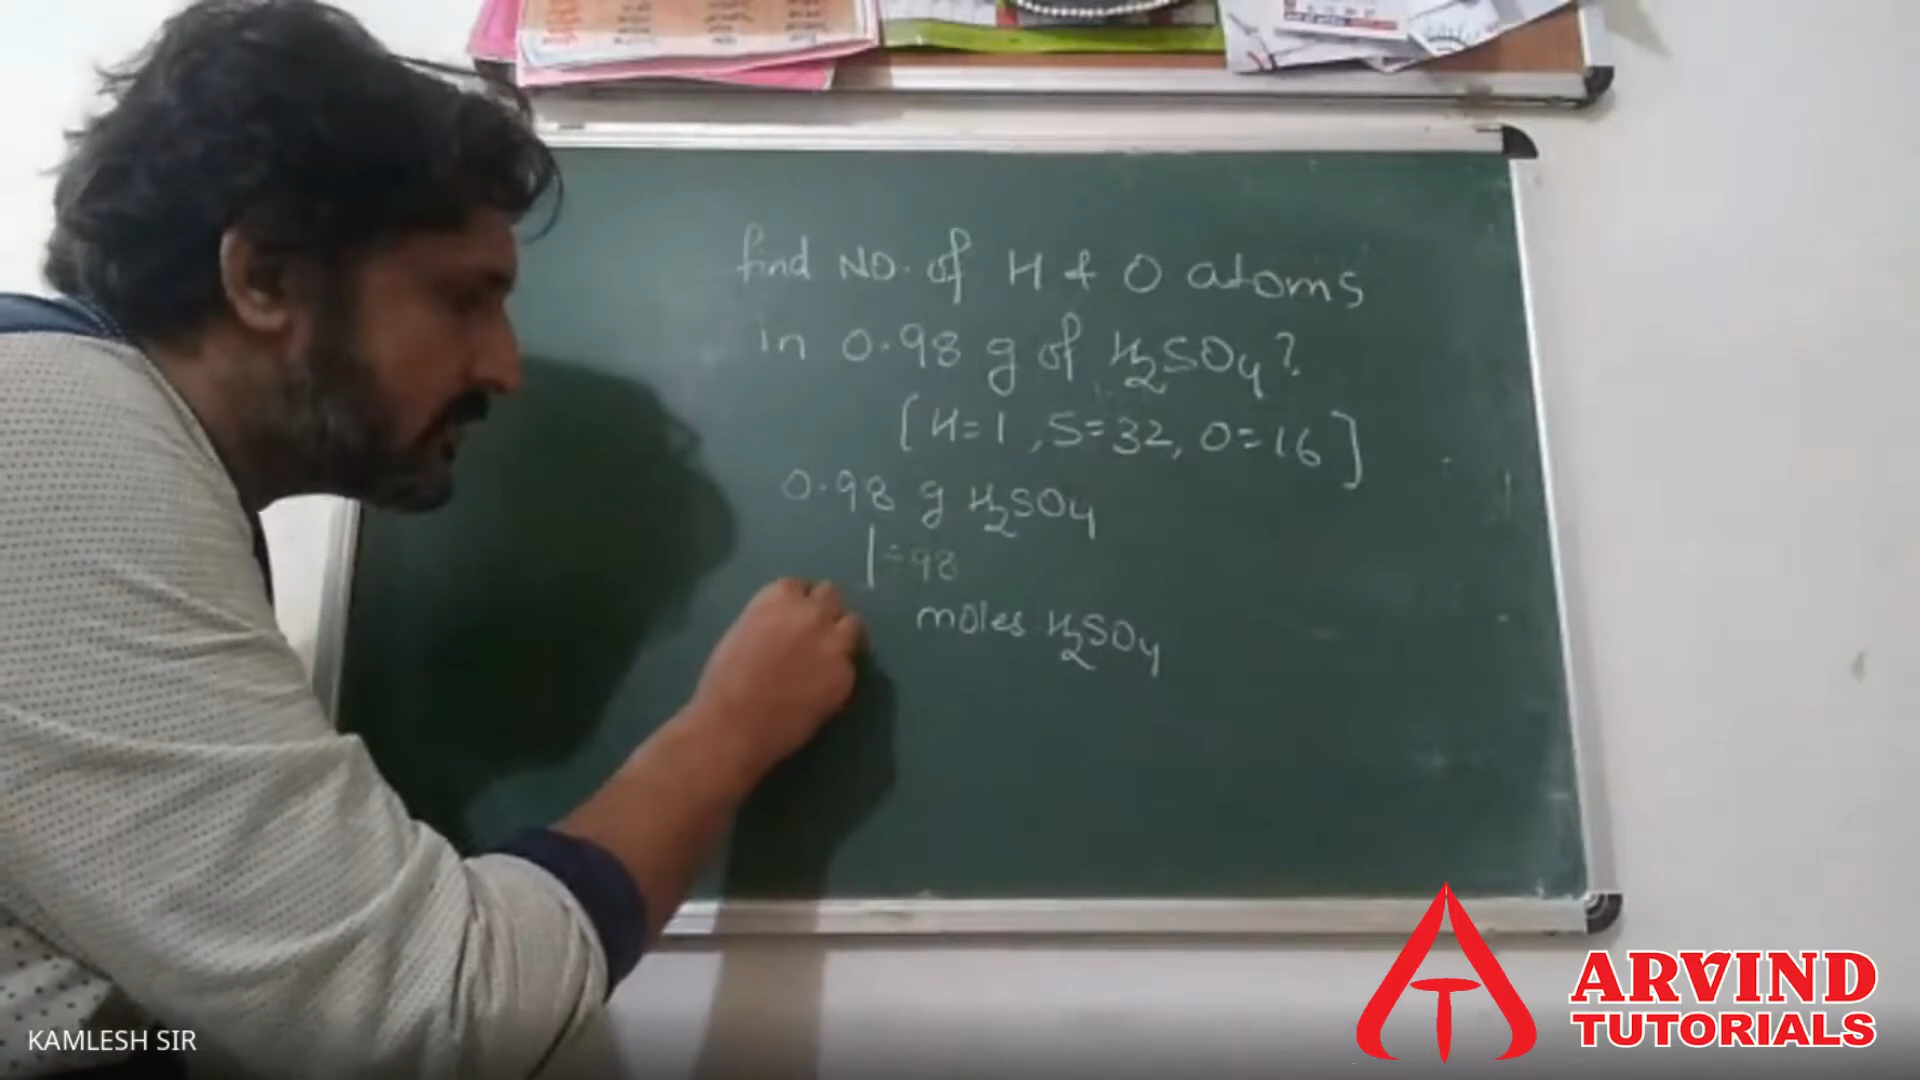 find NO. of H & O atoms
in 0.98 g of H₂SO₄?
[H=1, S=32, O=16]
0.98 g H₂SO₄
÷98
moles H₂SO₄
KAMLESH SIR
ARVIND
TUTORIALS